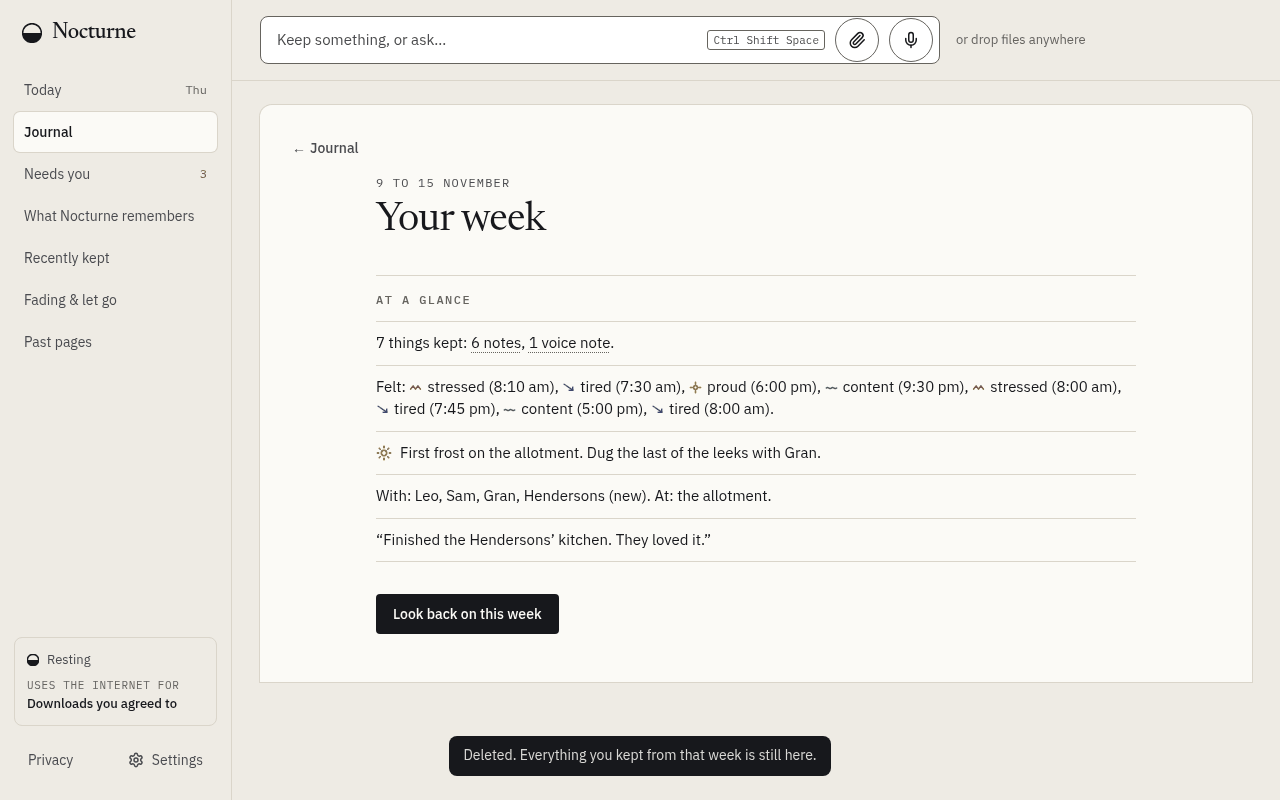 Nocturne
Keep something, or ask...
Ctrl Shift Space
or drop files anywhere
Today
Thu
Journal
Needs you
3
What Nocturne remembers
Recently kept
Fading & let go
Past pages
← Journal
9 TO 15 NOVEMBER
Your week
AT A GLANCE
7 things kept: 6 notes, 1 voice note.
Felt: stressed (8:10 am), tired (7:30 am), proud (6:00 pm), content (9:30 pm), stressed (8:00 am),
tired (7:45 pm), content (5:00 pm), tired (8:00 am).
First frost on the allotment. Dug the last of the leeks with Gran.
With: Leo, Sam, Gran, Hendersons (new). At: the allotment.
“Finished the Hendersons’ kitchen. They loved it.”
Look back on this week
Resting
USES THE INTERNET FOR
Downloads you agreed to
Privacy
Settings
Deleted. Everything you kept from that week is still here.